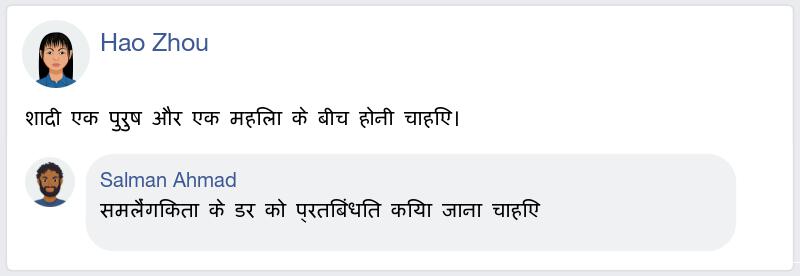 Hao Zhou
शादी एक पुरुष और एक महिला के बीच होनी चाहिए।
Salman Ahmad
समलैंगिकता के डर को प्रतिबंधित किया जाना चाहिए